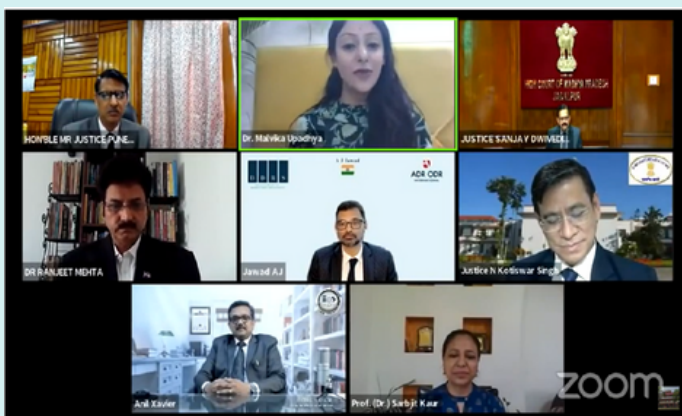 HON'BLE MR JUSTICE PUNE...
Dr. Malvika Upadhya
HIGH COURT OF MADHYA PRADESH
JABALPUR
JUSTICE SANJAY DWIVEDI...
DR RANJEET MEHTA
A J Jawad
ADR ODR
Jawad A J
Justice N Kotiswar Singh
Anil Xavier
Prof. (Dr.) Sarbjit Kaur
zoom